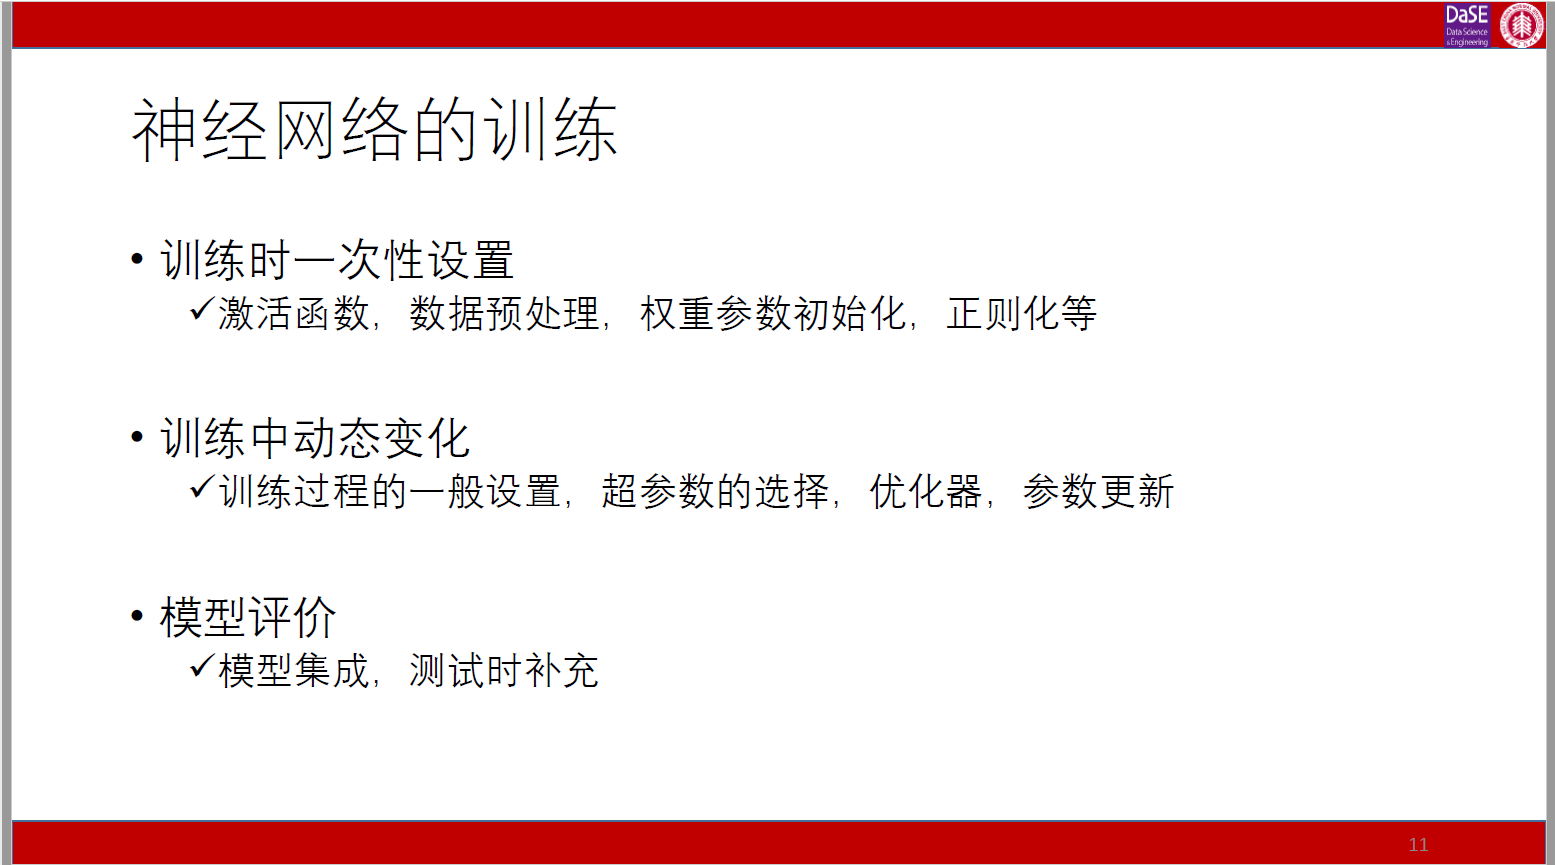 DaSE
Data Science
& Engineering
神经网络的训练
• 训练时一次性设置
✓激活函数，数据预处理，权重参数初始化，正则化等
• 训练中动态变化
✓训练过程的一般设置，超参数的选择，优化器，参数更新
• 模型评价
✓模型集成，测试时补充
11